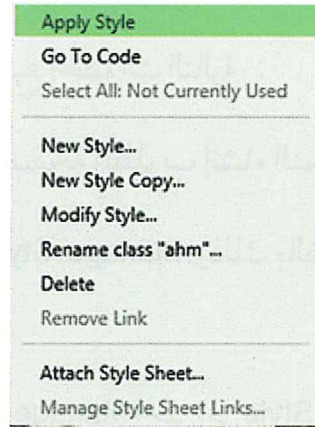 Apply Style
Go To Code
Select All: Not Currently Used
New Style...
New Style Copy...
Modify Style...
Rename class "ahm"...
Delete
Remove Link
Attach Style Sheet...
Manage Style Sheet Links...